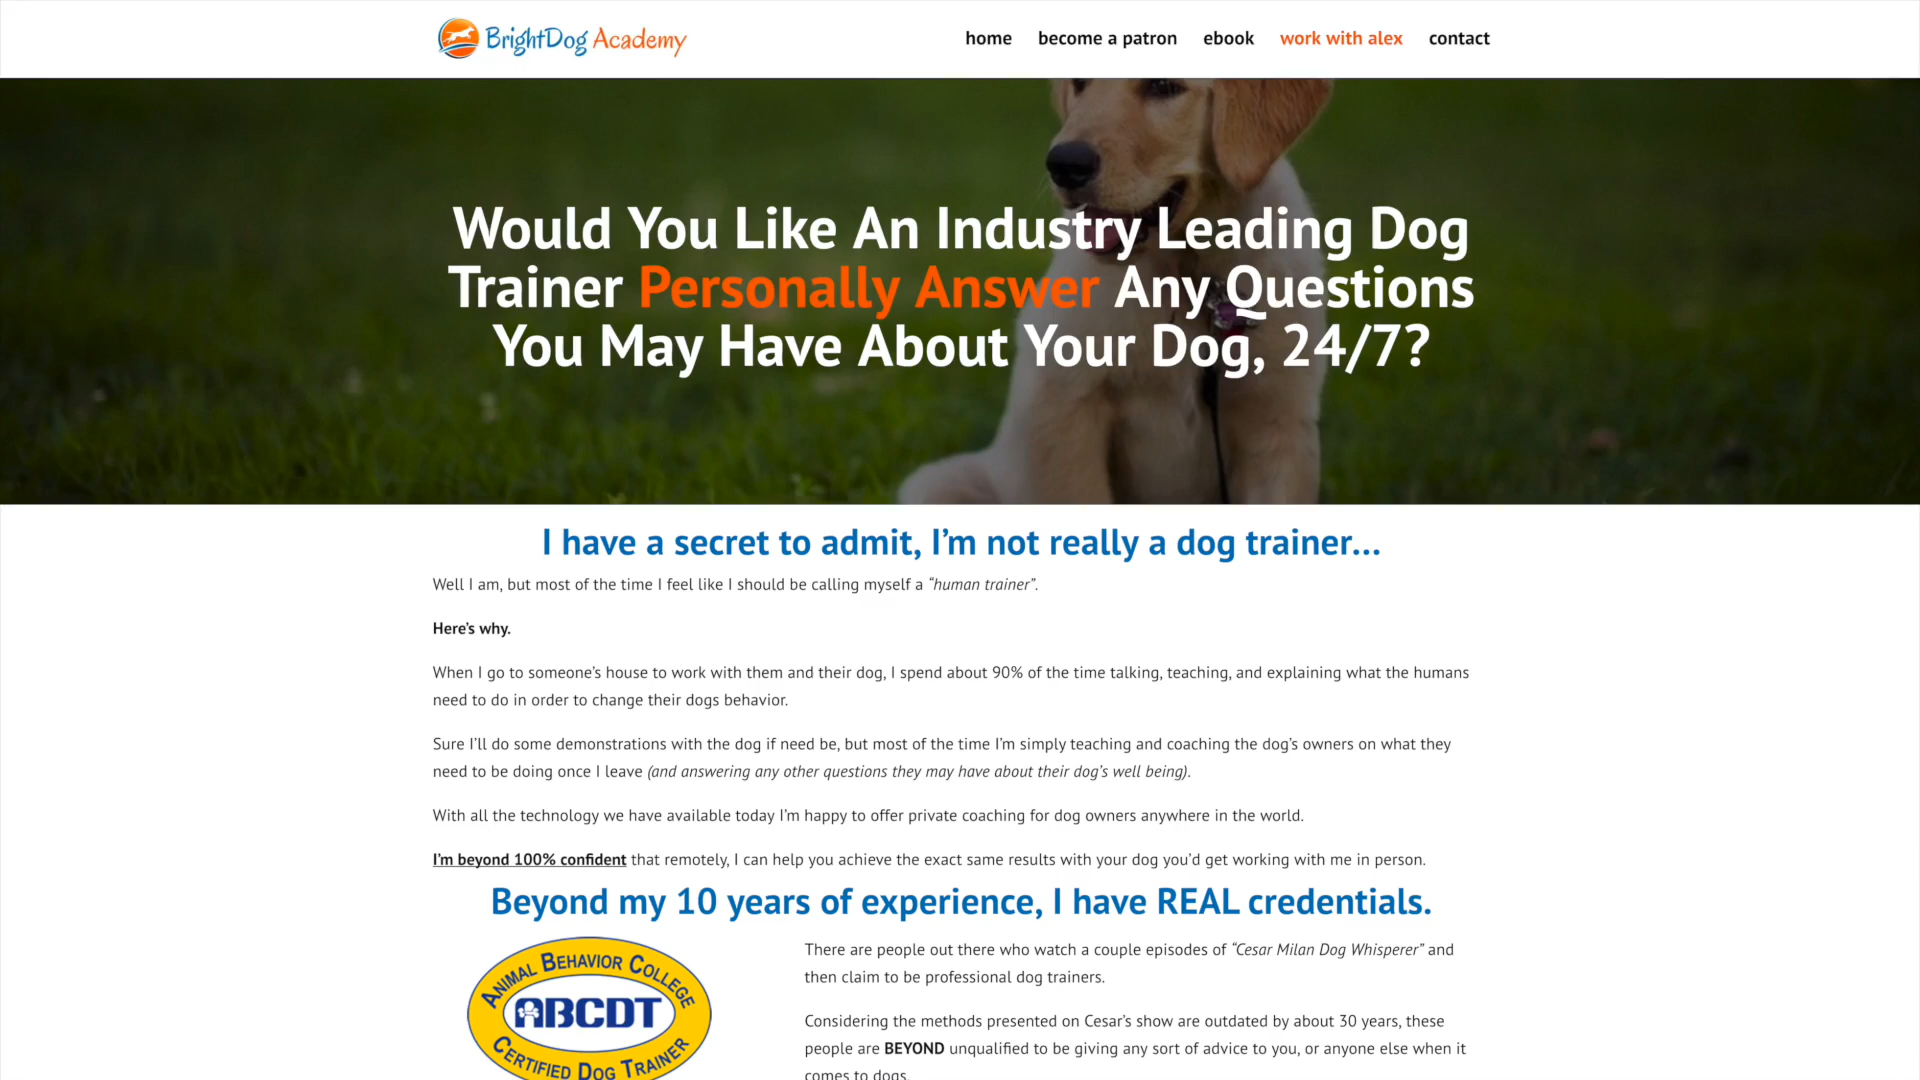 BrightDog Academy
home become a patron ebook work with alex contact
Would You Like An Industry Leading Dog
Trainer Personally Answer Any Questions
You May Have About Your Dog, 24/7?
I have a secret to admit, I’m not really a dog trainer…
Well I am, but most of the time I feel like I should be calling myself a “human trainer”.
Here’s why.
When I go to someone’s house to work with them and their dog, I spend about 90% of the time talking, teaching, and explaining what the humans
need to do in order to change their dogs behavior.
Sure I’ll do some demonstrations with the dog if need be, but most of the time I’m simply teaching and coaching the dog’s owners on what they
need to be doing once I leave (and answering any other questions they may have about their dog’s well being).
With all the technology we have available today I’m happy to offer private coaching for dog owners anywhere in the world.
I’m beyond 100% confident that remotely, I can help you achieve the exact same results with your dog you’d get working with me in person.
Beyond my 10 years of experience, I have REAL credentials.
ANIMAL BEHAVIOR COLLEGE
ABCDT
CERTIFIED DOG TRAINER
There are people out there who watch a couple episodes of “Cesar Milan Dog Whisperer” and
then claim to be professional dog trainers.
Considering the methods presented on Cesar’s show are outdated by about 30 years, these
people are BEYOND unqualified to be giving any sort of advice to you, or anyone else when it
comes to dogs.